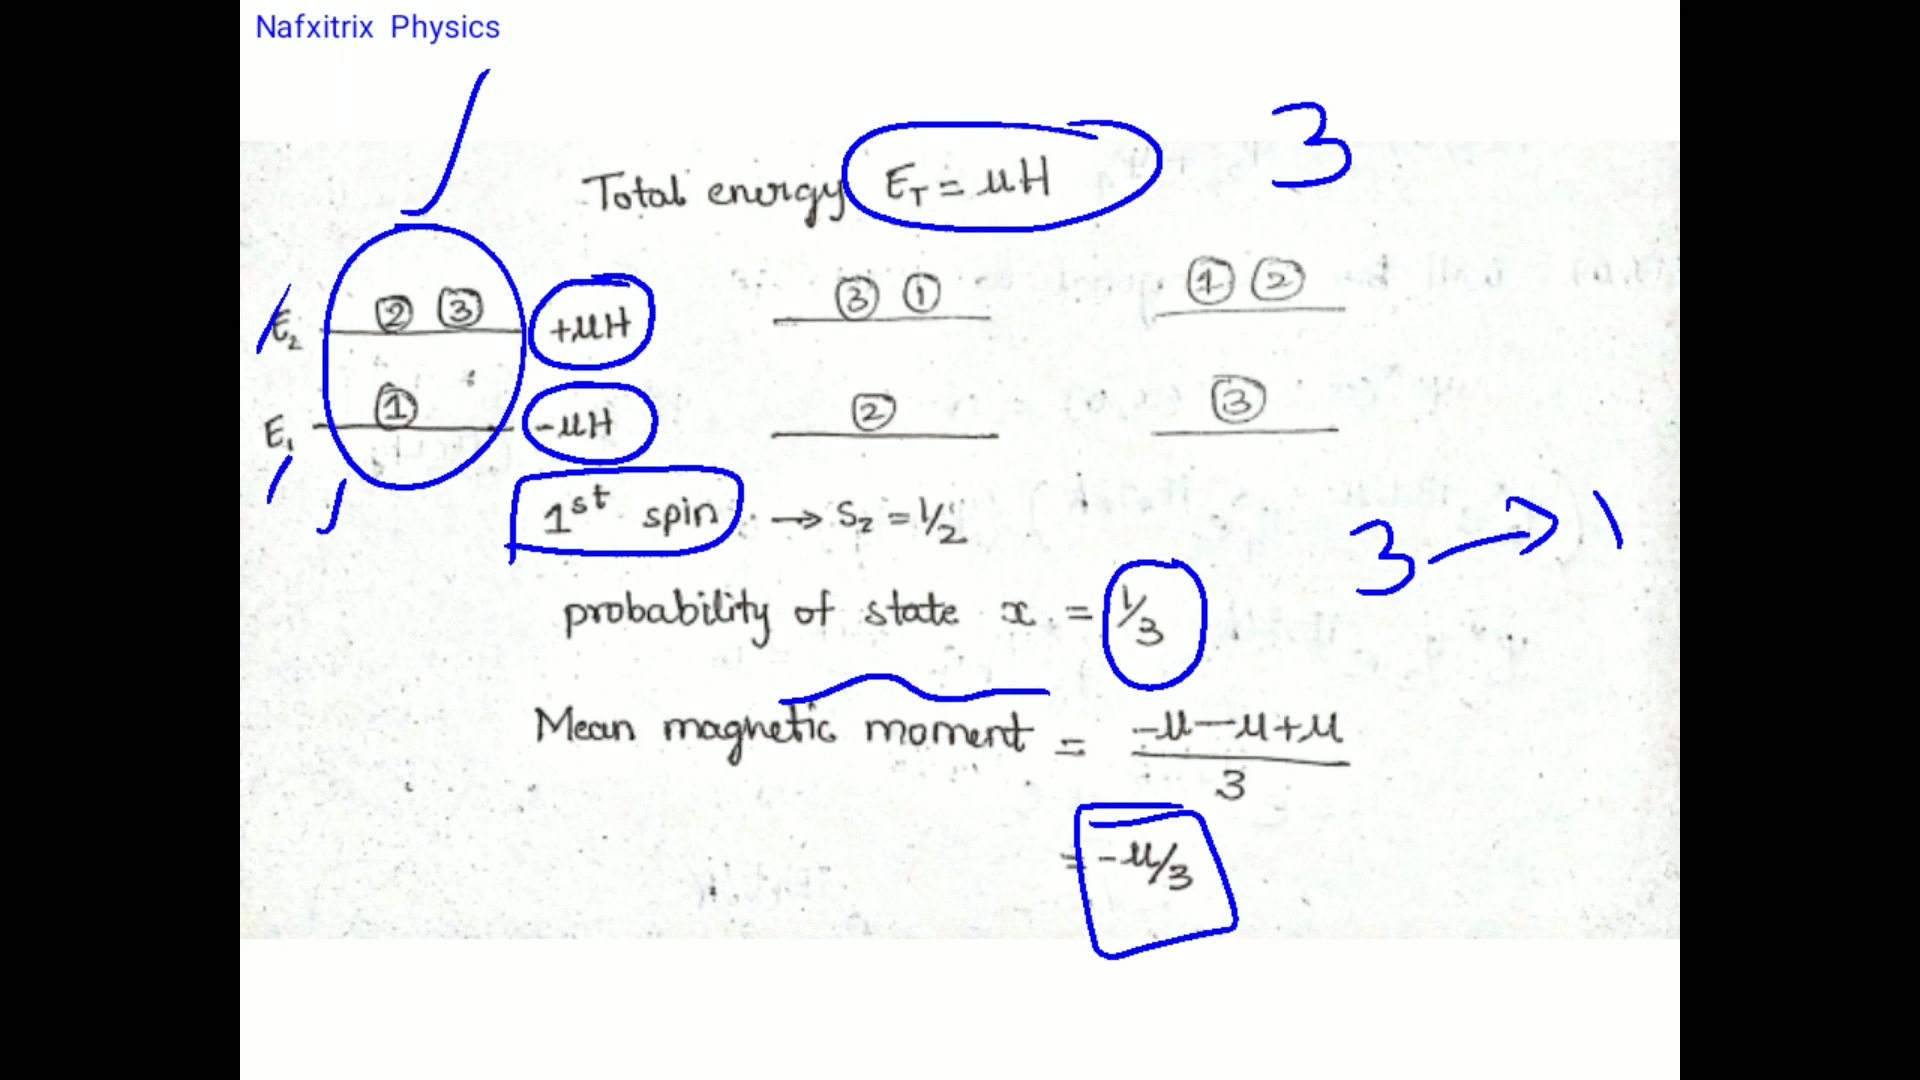 Nafxitrix Physics
3
Total energy E_T = μH
② ③ +μH ③ ① ① ②
E₂
① -μH ② ③
E₁
1st spin → S_z = 1/2
3 → 1
probability of state x = 1/3
Mean magnetic moment = -μ-μ+μ / 3
= -μ/3